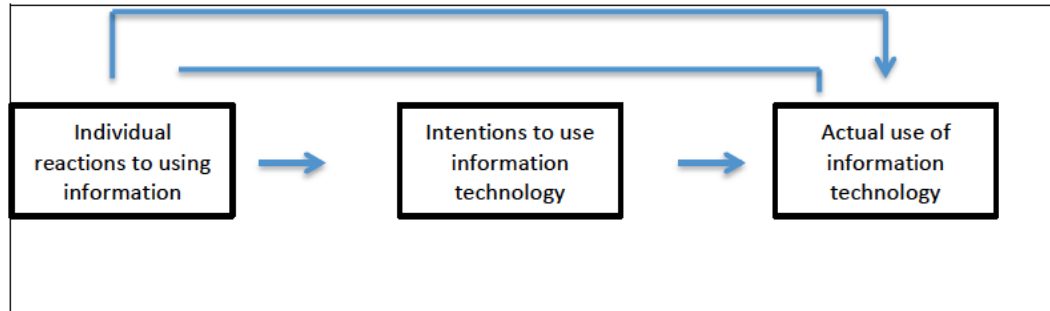 Individual
reactions to using
information
Intentions to use
information
technology
Actual use of
information
technology